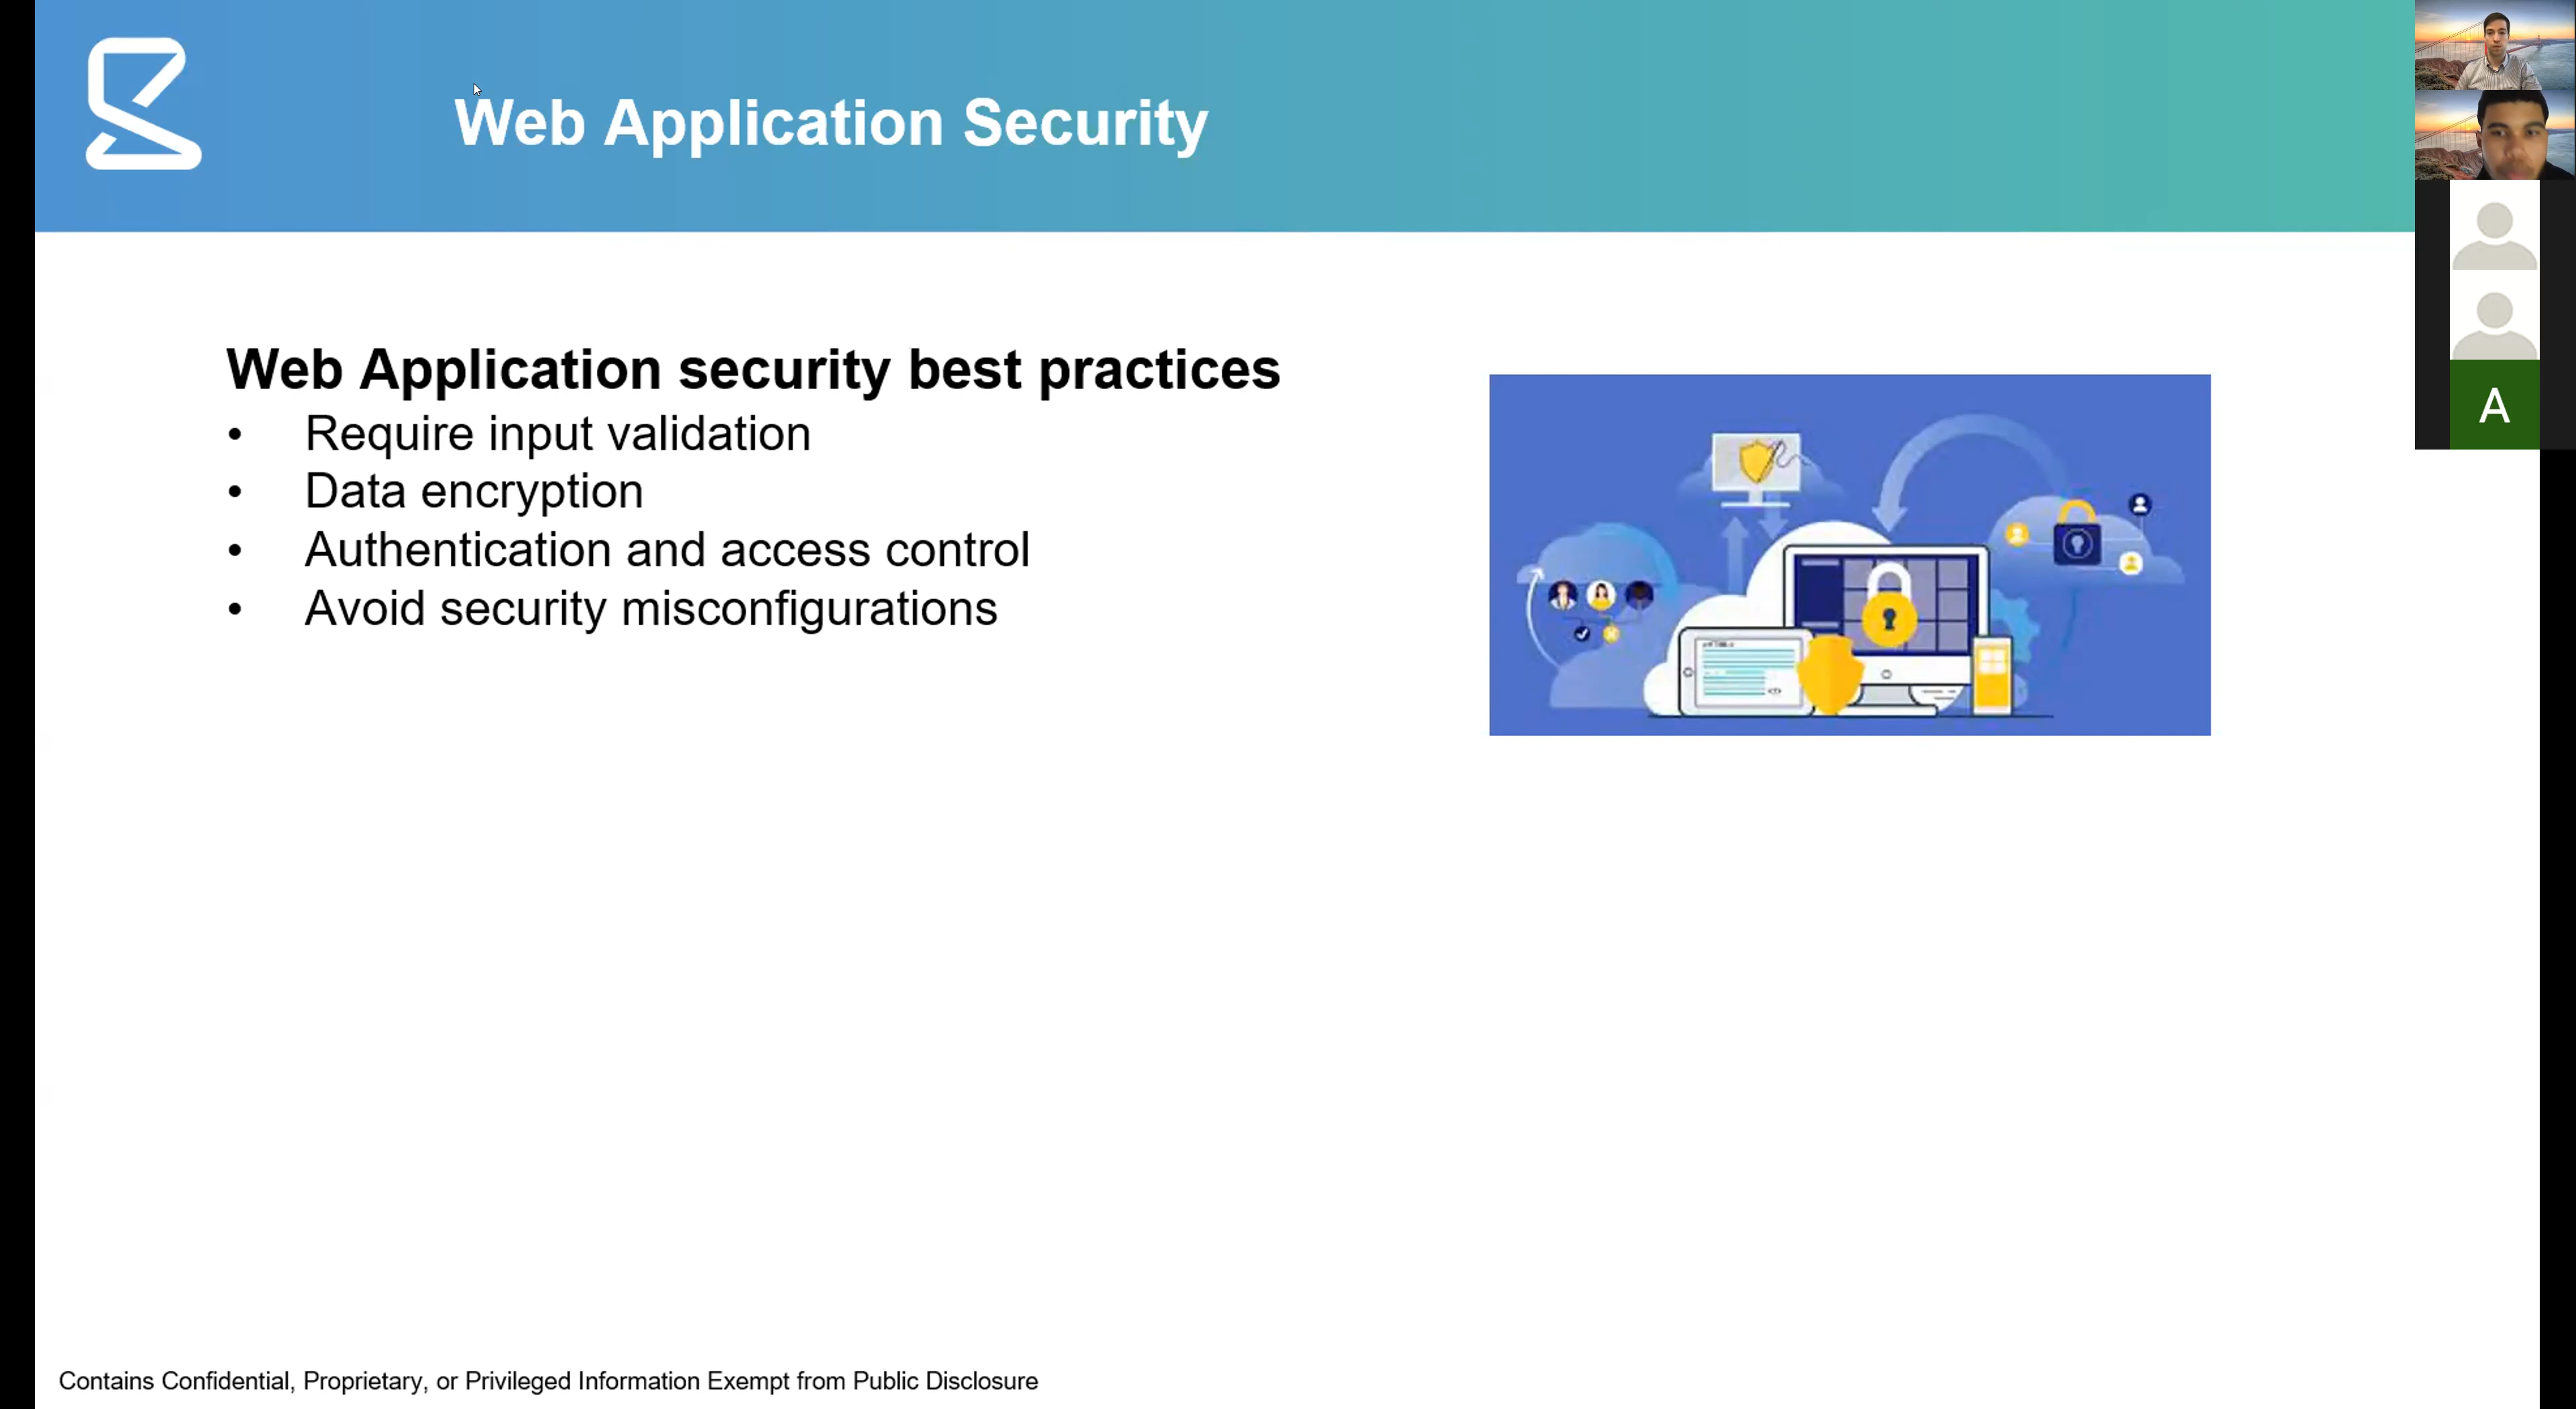 Web Application Security
Web Application security best practices
• Require input validation
• Data encryption
• Authentication and access control
• Avoid security misconfigurations
A
Contains Confidential, Proprietary, or Privileged Information Exempt from Public Disclosure